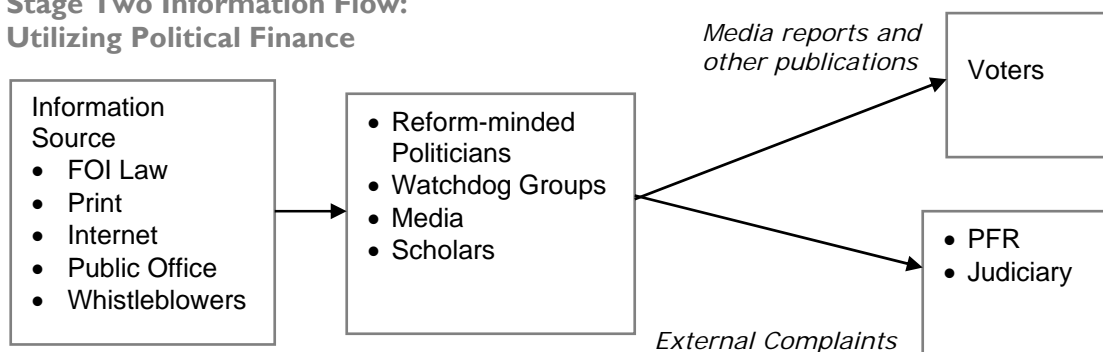 Stage Two Information Flow:
Utilizing Political Finance
Information
Source
• FOI Law
• Print
• Internet
• Public Office
• Whistleblowers
• Reform-minded
Politicians
• Watchdog Groups
• Media
• Scholars
Media reports and
other publications
Voters
• PFR
• Judiciary
External Complaints